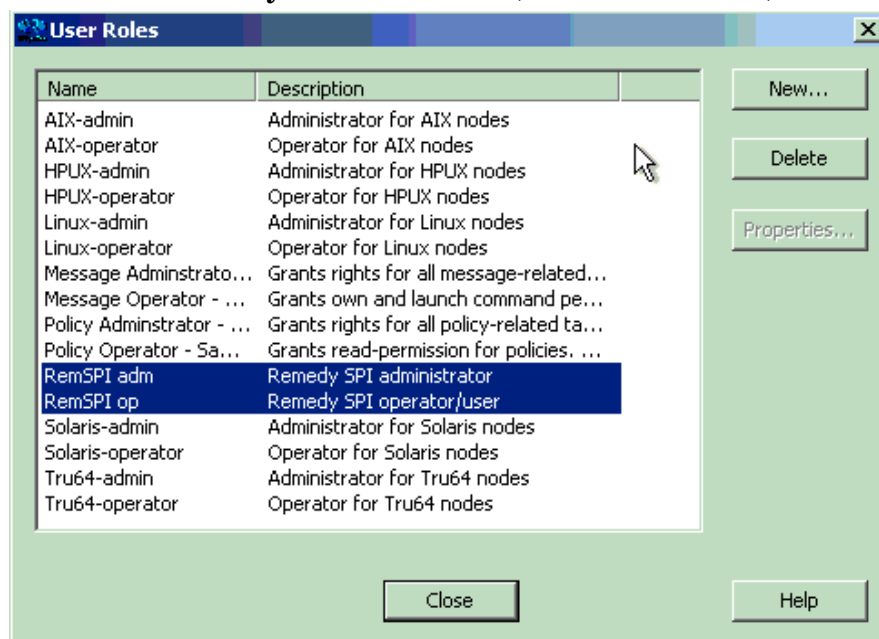 User Roles
Name Description
New...
AIX-admin Administrator for AIX nodes
AIX-operator Operator for AIX nodes
Delete
HPUX-admin Administrator for HPUX nodes
HPUX-operator Operator for HPUX nodes
Linux-admin Administrator for Linux nodes
Properties...
Linux-operator Operator for Linux nodes
Message Adminstrato... Grants rights for all message-related...
Message Operator - ... Grants own and launch command pe...
Policy Adminstrator - ... Grants rights for all policy-related ta...
Policy Operator - Sa... Grants read-permission for policies. ...
RemSPI adm Remedy SPI administrator
RemSPI op Remedy SPI operator/user
Solaris-admin Administrator for Solaris nodes
Solaris-operator Operator for Solaris nodes
Tru64-admin Administrator for Tru64 nodes
Tru64-operator Operator for Tru64 nodes
Close
Help